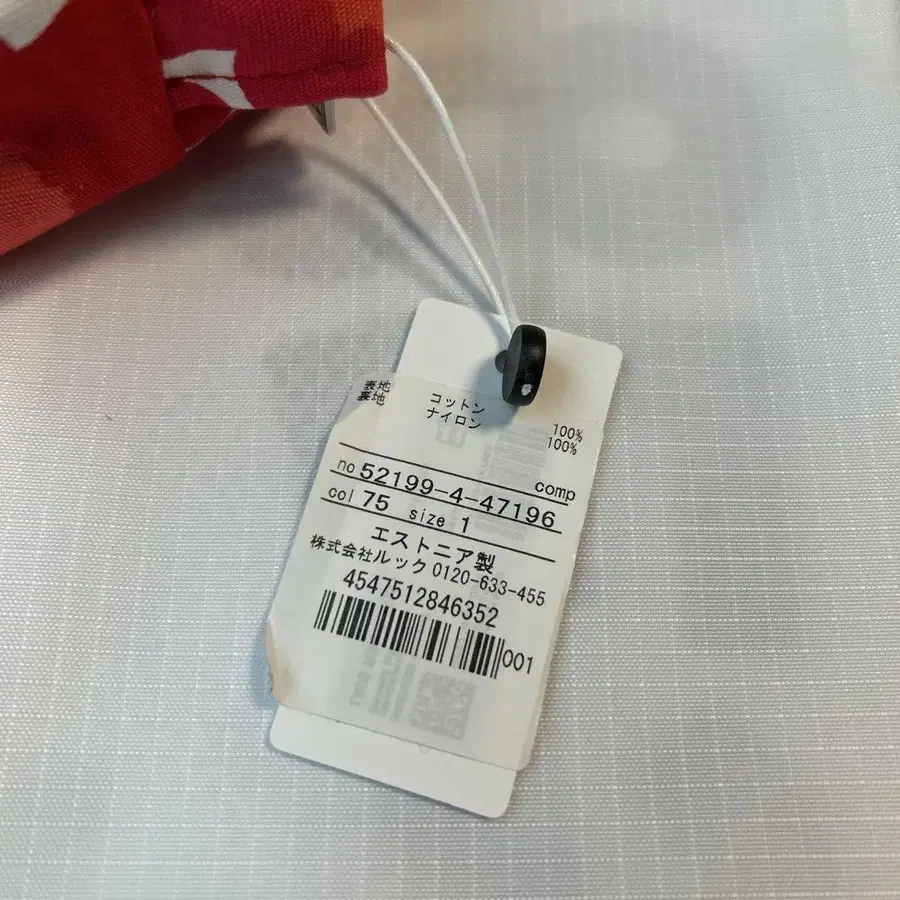 表地 コットン 100%
裏地 ナイロン 100%
comp
no 52199-4-47196
col 75 size 1
エストニア製
株式会社ルック 0120-633-455
4547512846352
001